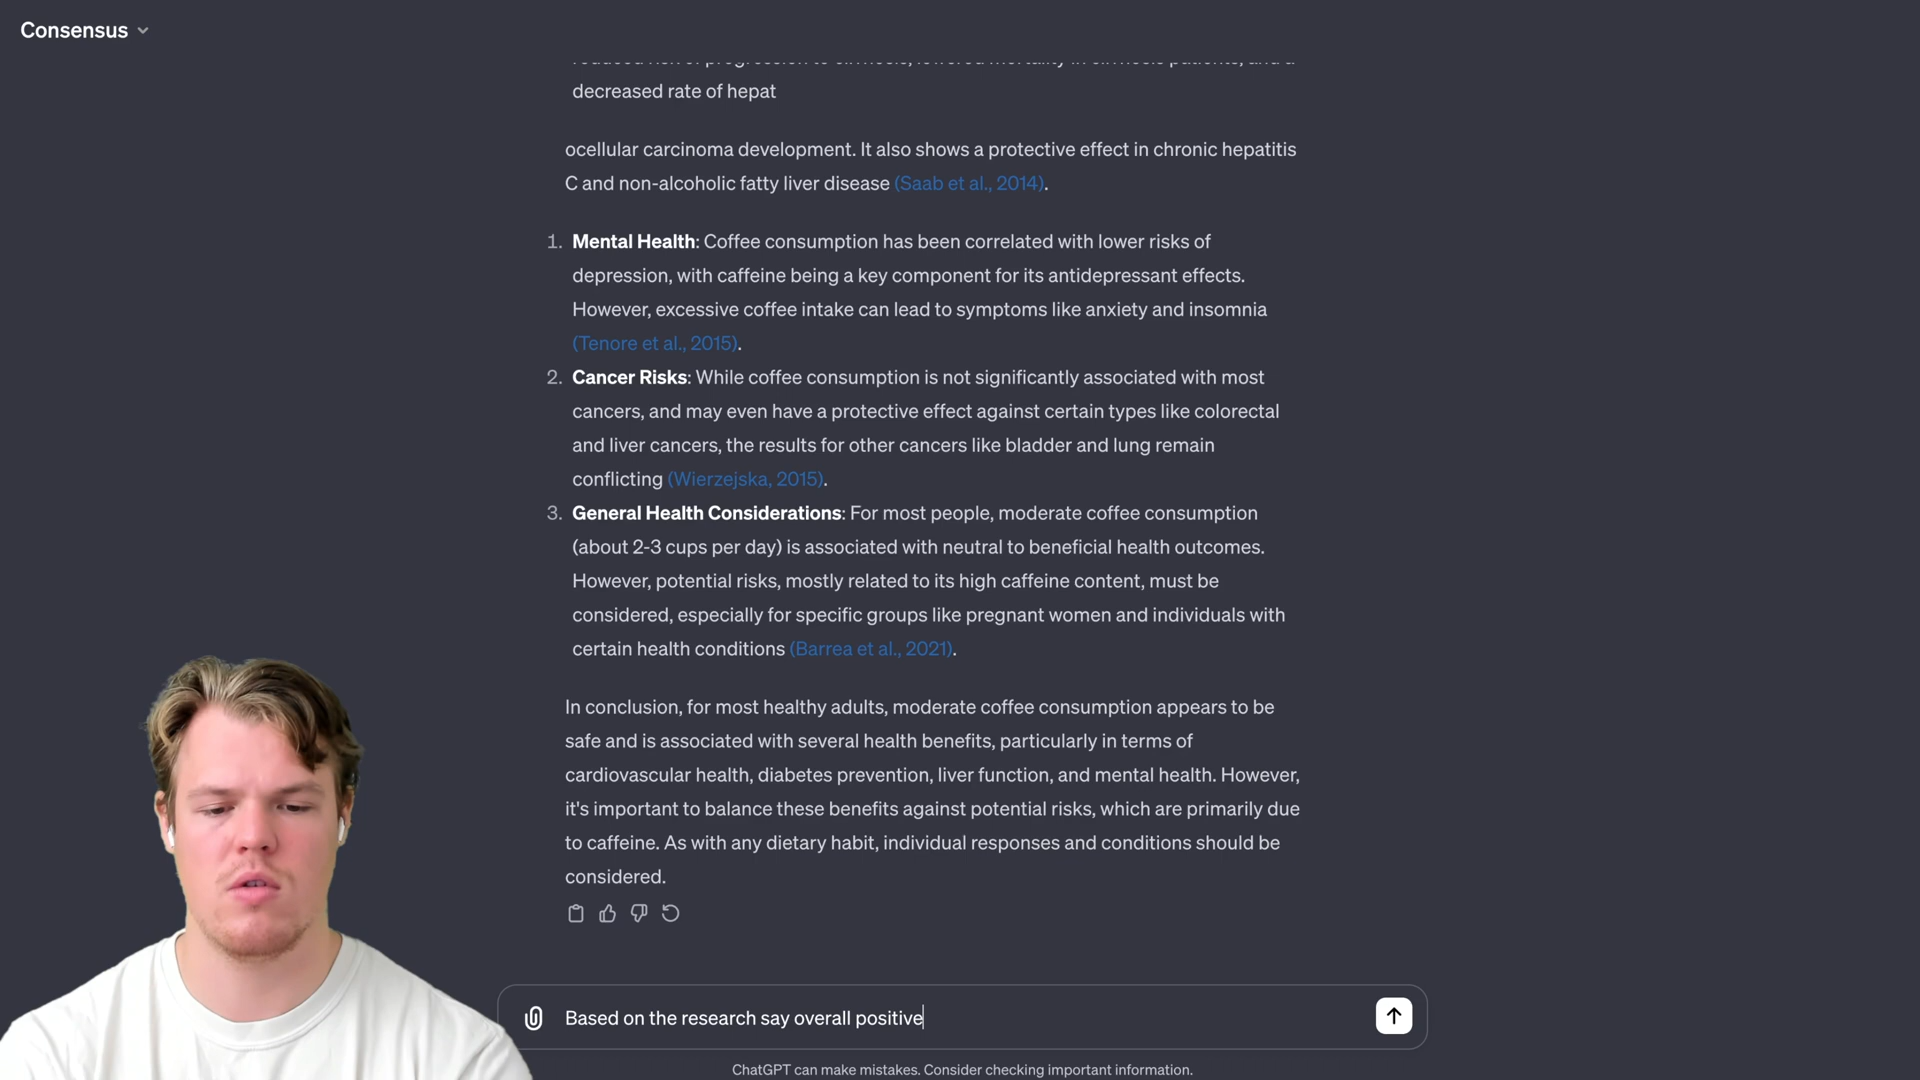 Consensus
decreased rate of hepat
ocellular carcinoma development. It also shows a protective effect in chronic hepatitis
C and non-alcoholic fatty liver disease (Saab et al., 2014).
1. Mental Health: Coffee consumption has been correlated with lower risks of
depression, with caffeine being a key component for its antidepressant effects.
However, excessive coffee intake can lead to symptoms like anxiety and insomnia
(Tenore et al., 2015).
2. Cancer Risks: While coffee consumption is not significantly associated with most
cancers, and may even have a protective effect against certain types like colorectal
and liver cancers, the results for other cancers like bladder and lung remain
conflicting (Wierzejska, 2015).
3. General Health Considerations: For most people, moderate coffee consumption
(about 2-3 cups per day) is associated with neutral to beneficial health outcomes.
However, potential risks, mostly related to its high caffeine content, must be
considered, especially for specific groups like pregnant women and individuals with
certain health conditions (Barrea et al., 2021).
In conclusion, for most healthy adults, moderate coffee consumption appears to be
safe and is associated with several health benefits, particularly in terms of
cardiovascular health, diabetes prevention, liver function, and mental health. However,
it's important to balance these benefits against potential risks, which are primarily due
to caffeine. As with any dietary habit, individual responses and conditions should be
considered.
Based on the research say overall positive
ChatGPT can make mistakes. Consider checking important information.